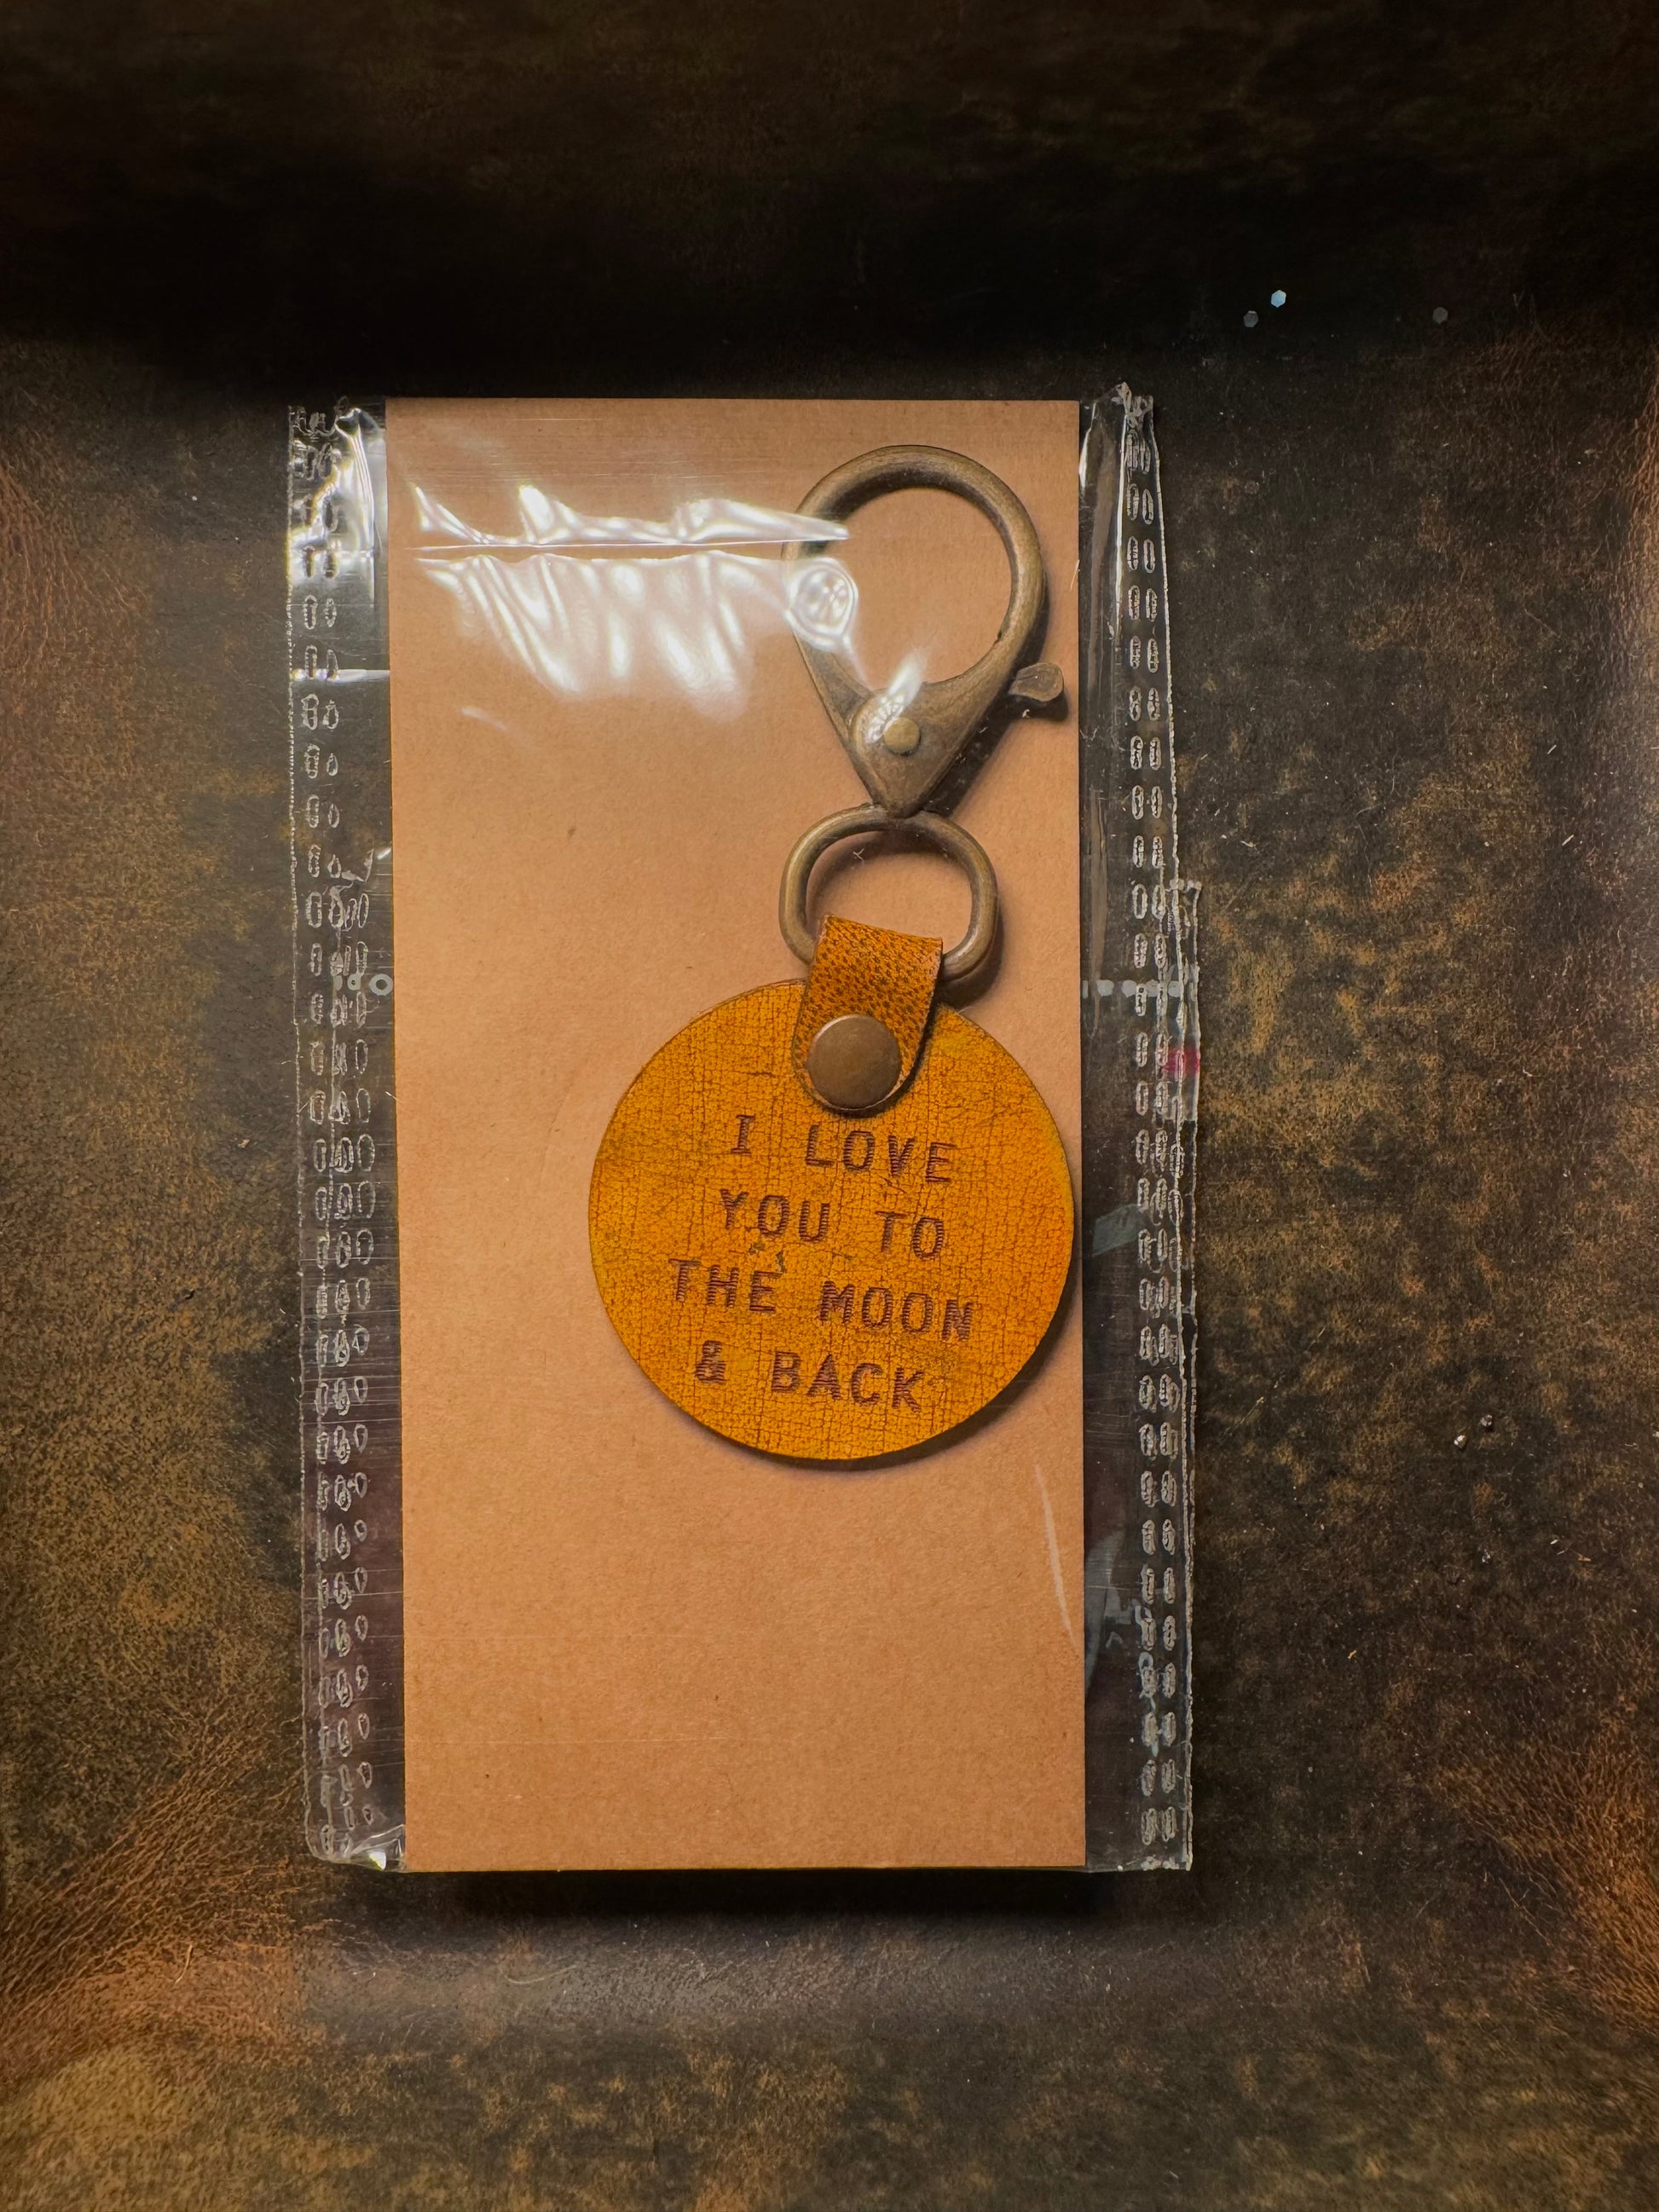 I LOVE
YOU TO
THE MOON
& BACK